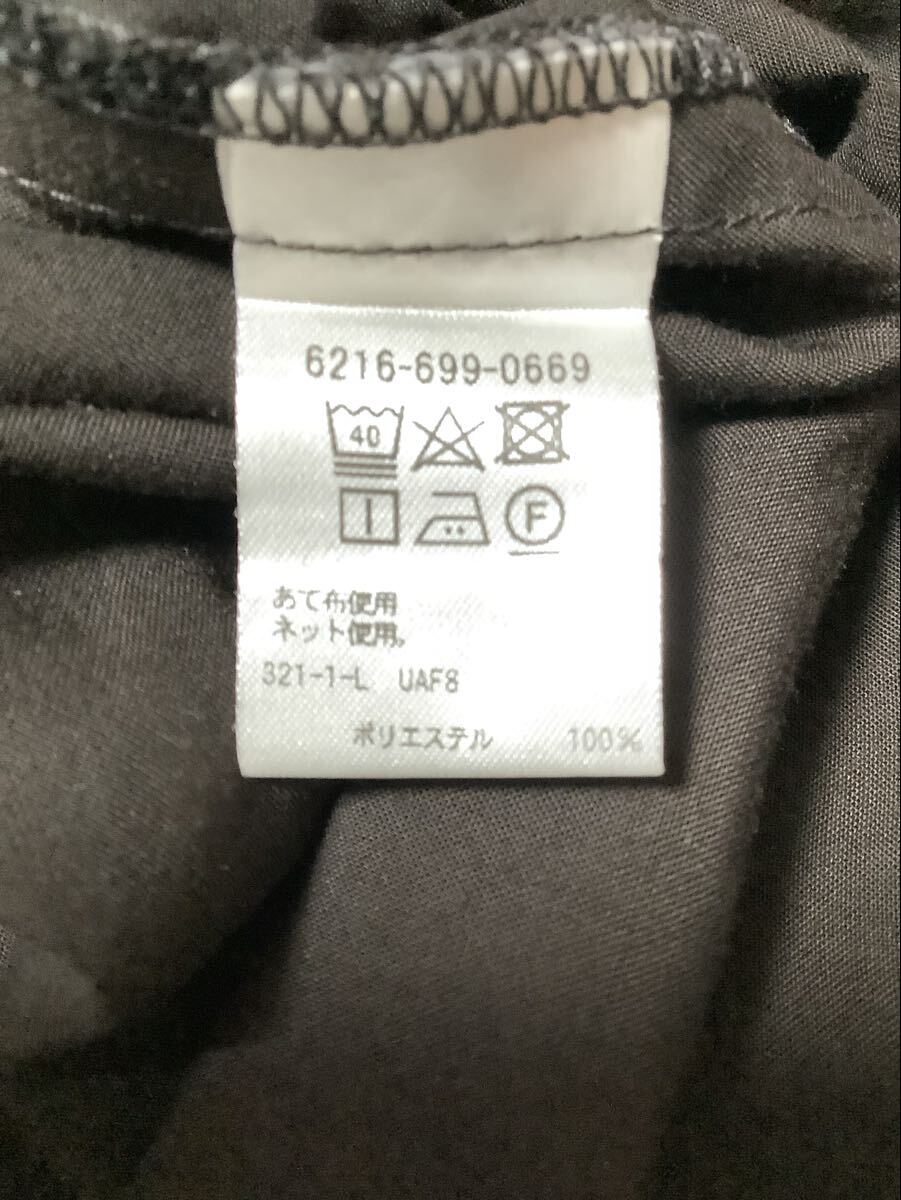 6216-699-0669
40
F
あて布使用
ネット使用。
321-1-L UAF8
ポリエステル 100%